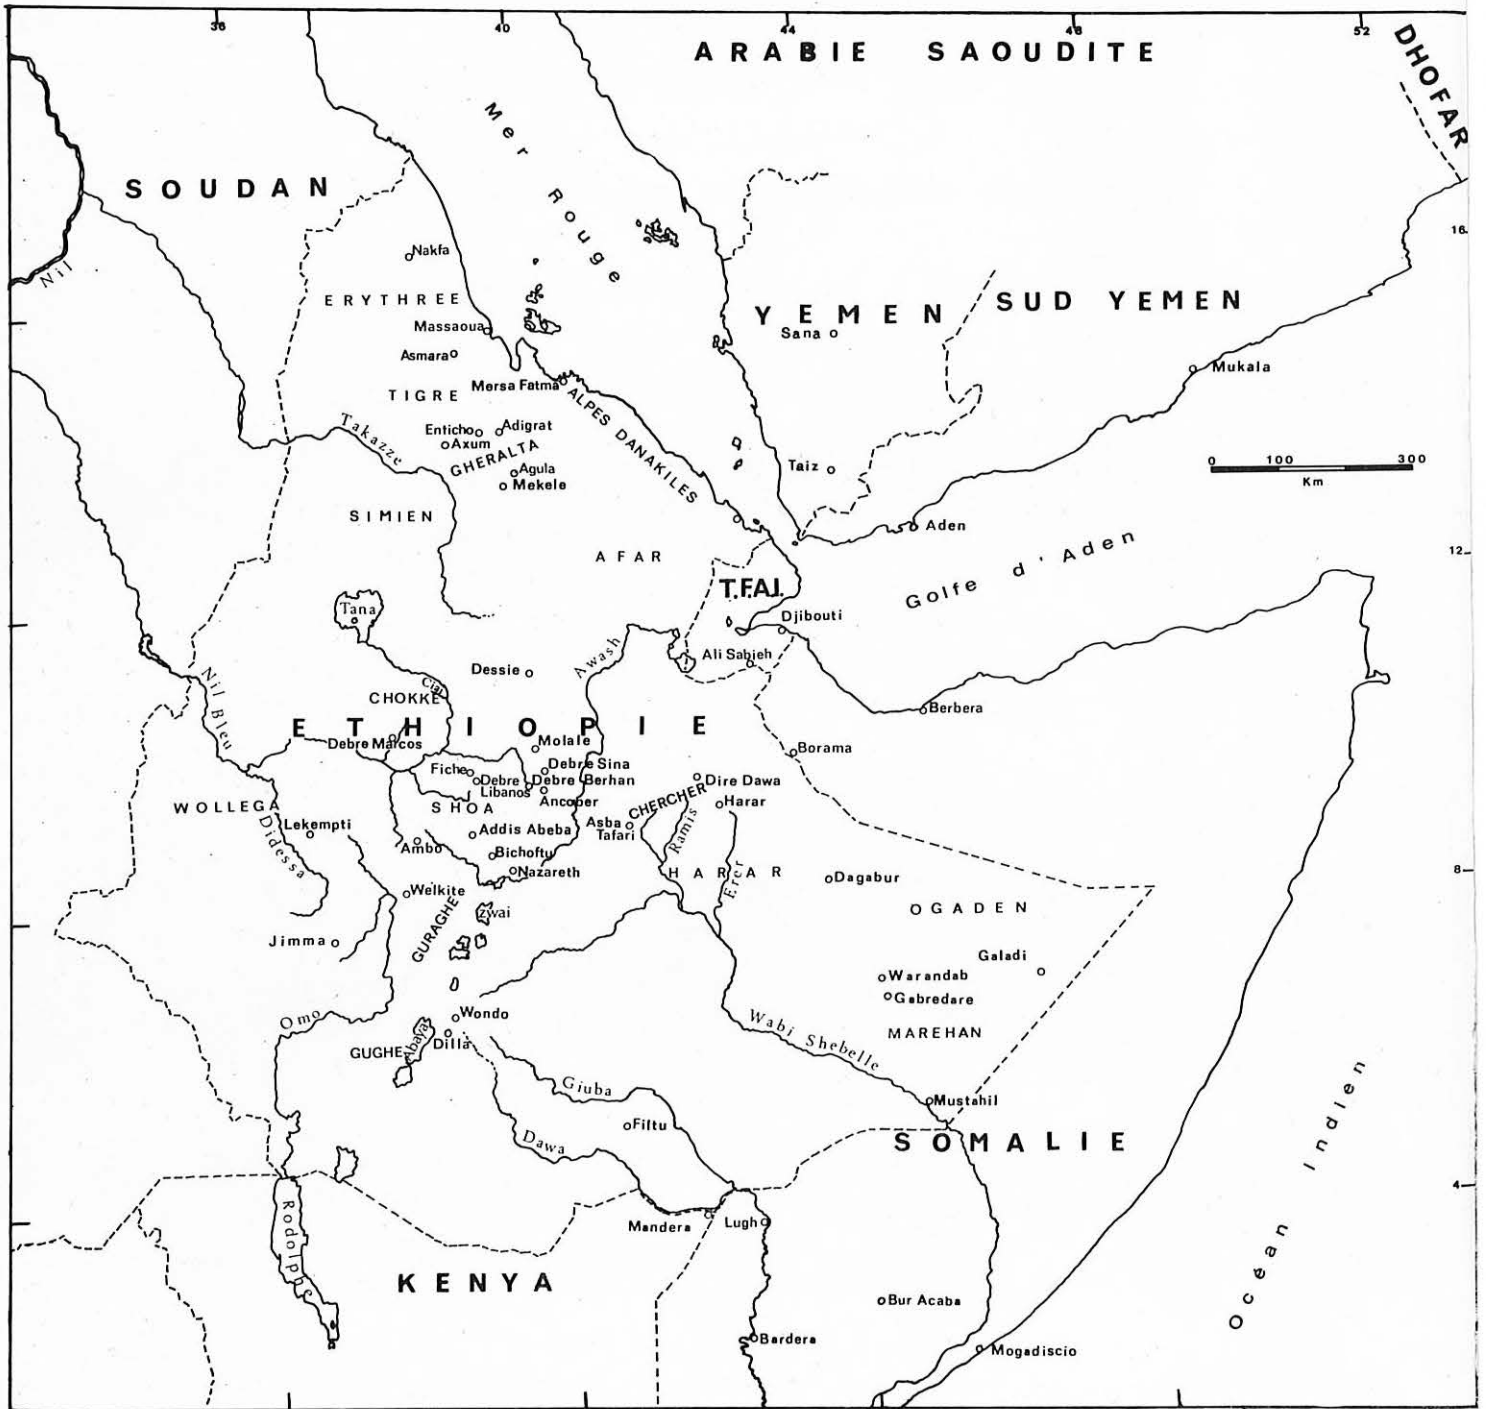 36
40
44
48
52
ARABIE SAOUDITE
DHOFAR
Mer Rouge
SOUDAN
16
Nil
Nakfa
ERYTHREE
YEMEN
SUD YEMEN
Massaoua
Sana
Asmara
Mukala
Mersa Fatma
TIGRE
ALPES DANAKILES
Takazze
Enticho
Adigrat
Axum
GHERALTA
Agula
Mekele
Taiz
0 100 300
Km
SIMIEN
Aden
AFAR
12
Golfe d'Aden
T.F.A.I.
Tana
Djibouti
Awash
Ali Sabieh
Dessie
Nil Bleu
CHOKKE
Berbera
ETHIOPIE
Debre Marcos
Molale
Borama
Fiche
Debre Sina
Debre Libanos
Debre Berhan
Dire Dawa
Ancober
CHERCHER
Harar
WOLLEGA
SHOA
Lekempti
Didessa
Addis Abeba
Asba Tafari
Ramis
Ambo
Bichoftu
Nazareth
HARAR
Erer
Dagabur
8
Welkite
GURAGHE
Zwai
OGADEN
Jimma
Galadi
Warandab
Gabredare
Omo
Wondo
Wabi Shebelle
MAREHAN
GUGHE
Abaya
Dilla
Giuba
Mustahil
Filtu
Dawa
SOMALIE
Océan Indien
4
Rodolphe
Mandera
Lugh
KENYA
Bur Acaba
Bardera
Mogadiscio